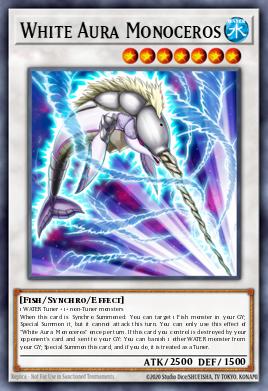 White Aura Monoceros
WATER
水
[Fish/Synchro/Effect]
1 WATER Tuner + 1+ non-Tuner monsters
When this card is Synchro Summoned: You can target 1 Fish monster in your GY;
Special Summon it, but it cannot attack this turn. You can only use this effect of
"White Aura Monoceros" once per turn. If this card you control is destroyed by your
opponent's card and sent to your GY: You can banish 1 other WATER monster from
your GY; Special Summon this card, and if you do, it is treated as a Tuner.
ATK/2500 DEF/1500
Replica - Not For Use in Sanctioned Tournaments
©2020 Studio Dice/SHUEISHA, TV TOKYO, KONAMI